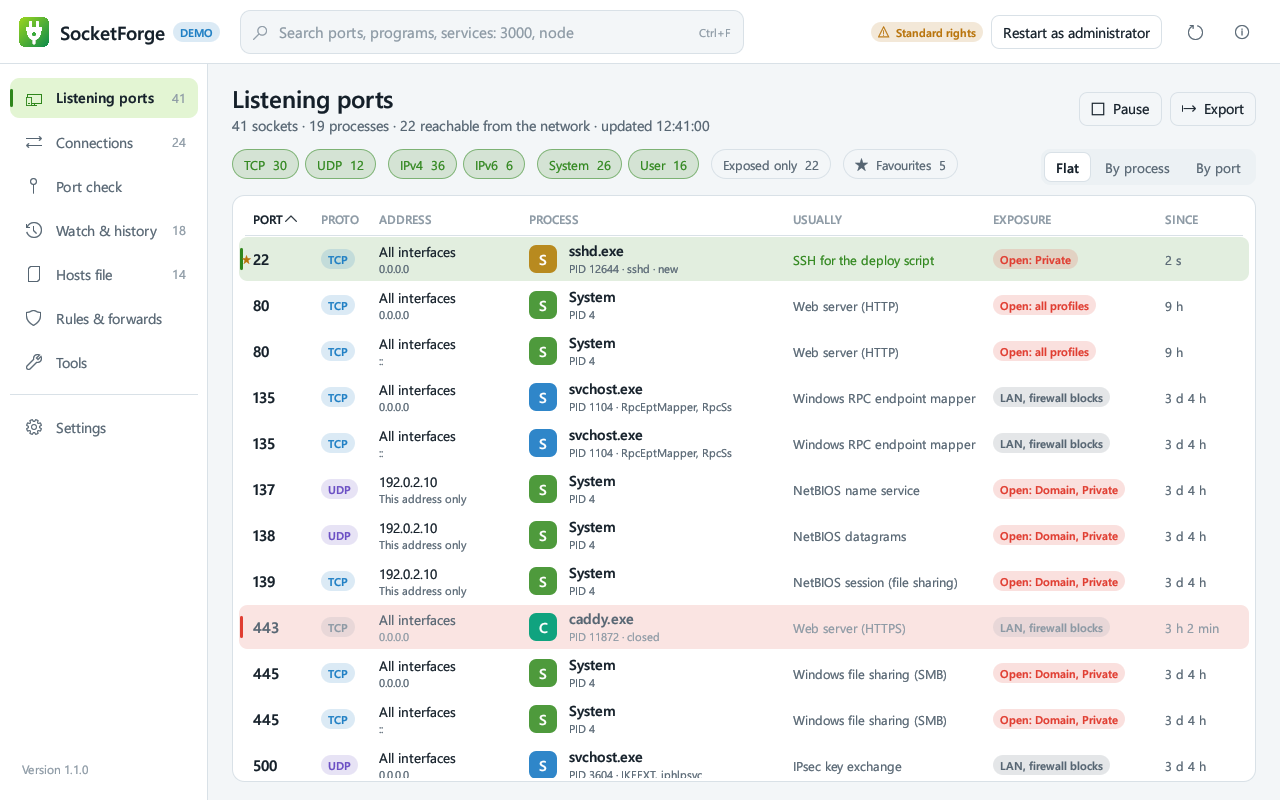 SocketForge DEMO
Search ports, programs, services: 3000, node Ctrl+F
Standard rights
Restart as administrator
Listening ports 41
Connections 24
Port check
Watch & history 18
Hosts file 14
Rules & forwards
Tools
Settings
Version 1.1.0
Listening ports
41 sockets · 19 processes · 22 reachable from the network · updated 12:41:00
Pause
Export
TCP 30 UDP 12 IPv4 36 IPv6 6 System 26 User 16 Exposed only 22 Favourites 5
Flat By process By port
PORT PROTO ADDRESS PROCESS USUALLY EXPOSURE SINCE
22 TCP All interfaces sshd.exe SSH for the deploy script Open: Private 2 s
0.0.0.0 PID 12644 · sshd · new
80 TCP All interfaces System Web server (HTTP) Open: all profiles 9 h
0.0.0.0 PID 4
80 TCP All interfaces System Web server (HTTP) Open: all profiles 9 h
:: PID 4
135 TCP All interfaces svchost.exe Windows RPC endpoint mapper LAN, firewall blocks 3 d 4 h
0.0.0.0 PID 1104 · RpcEptMapper, RpcSs
135 TCP All interfaces svchost.exe Windows RPC endpoint mapper LAN, firewall blocks 3 d 4 h
:: PID 1104 · RpcEptMapper, RpcSs
137 UDP 192.0.2.10 System NetBIOS name service Open: Domain, Private 3 d 4 h
This address only PID 4
138 UDP 192.0.2.10 System NetBIOS datagrams Open: Domain, Private 3 d 4 h
This address only PID 4
139 TCP 192.0.2.10 System NetBIOS session (file sharing) Open: Domain, Private 3 d 4 h
This address only PID 4
443 TCP All interfaces caddy.exe Web server (HTTPS) LAN, firewall blocks 3 h 2 min
0.0.0.0 PID 11872 · closed
445 TCP All interfaces System Windows file sharing (SMB) Open: Domain, Private 3 d 4 h
0.0.0.0 PID 4
445 TCP All interfaces System Windows file sharing (SMB) Open: Domain, Private 3 d 4 h
:: PID 4
500 UDP All interfaces svchost.exe IPsec key exchange LAN, firewall blocks 3 d 4 h
0.0.0.0 PID 3604 · IKEEXT, iphlpsvc